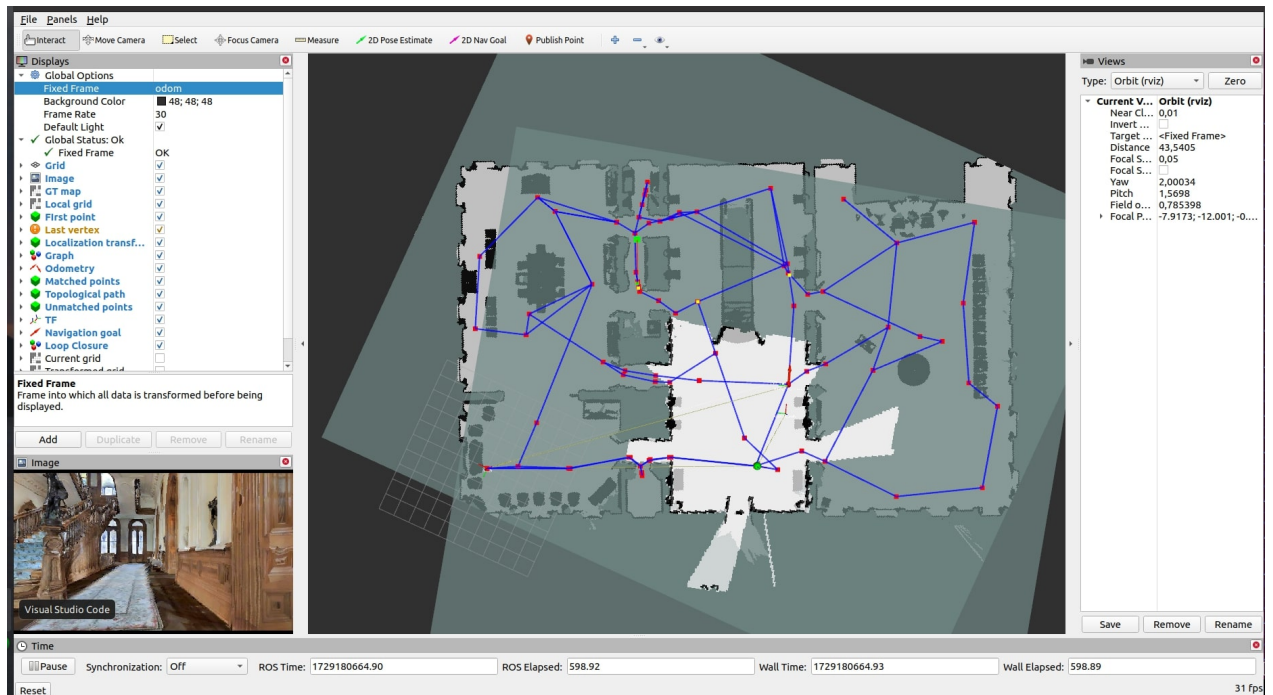 File Panels Help
Interact Move Camera Select Focus Camera Measure 2D Pose Estimate 2D Nav Goal Publish Point
Displays
Global Options
Fixed Frame odom
Background Color 48; 48; 48
Frame Rate 30
Default Light
Global Status: Ok
Fixed Frame OK
Grid
Image
GT map
Local grid
First point
Last vertex
Localization transf...
Graph
Odometry
Matched points
Topological path
Unmatched points
TF
Navigation goal
Loop Closure
Current grid
Transformed grid
Fixed Frame
Frame into which all data is transformed before being
displayed.
Add Duplicate Remove Rename
Image
Visual Studio Code
Views
Type: Orbit (rviz) Zero
Current V... Orbit (rviz)
Near Cl... 0,01
Invert ...
Target ... <Fixed Frame>
Distance 43,5405
Focal S... 0,05
Focal S...
Yaw 2,00034
Pitch 1,5698
Field o... 0,785398
Focal P... -7.9173; -12.001; -0....
Save Remove Rename
Time
Pause Synchronization: Off ROS Time: 1729180664.90 ROS Elapsed: 598.92 Wall Time: 1729180664.93 Wall Elapsed: 598.89
Reset 31 fps